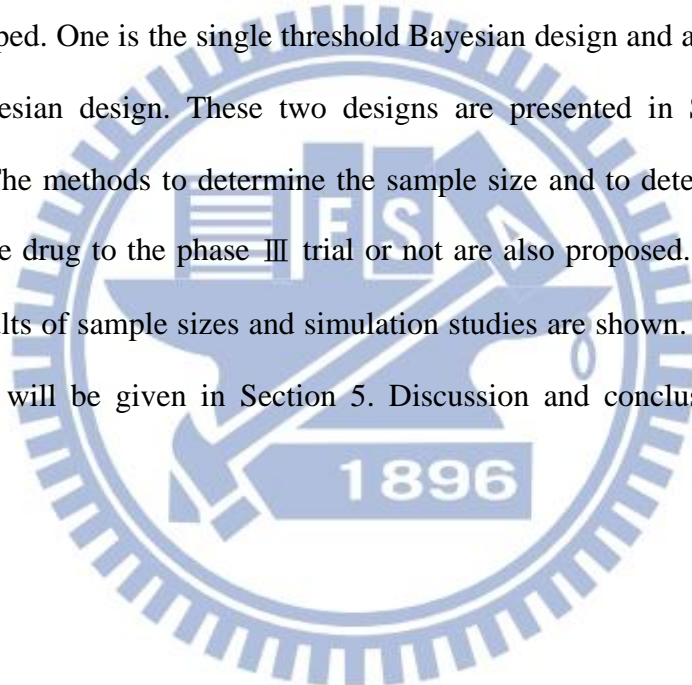 ped. One is the single threshold Bayesian design and a
esian design. These two designs are presented in S
The methods to determine the sample size and to dete
e drug to the phase Ⅲ trial or not are also proposed.
ults of sample sizes and simulation studies are shown.
will be given in Section 5. Discussion and conclus
ES
A
1896